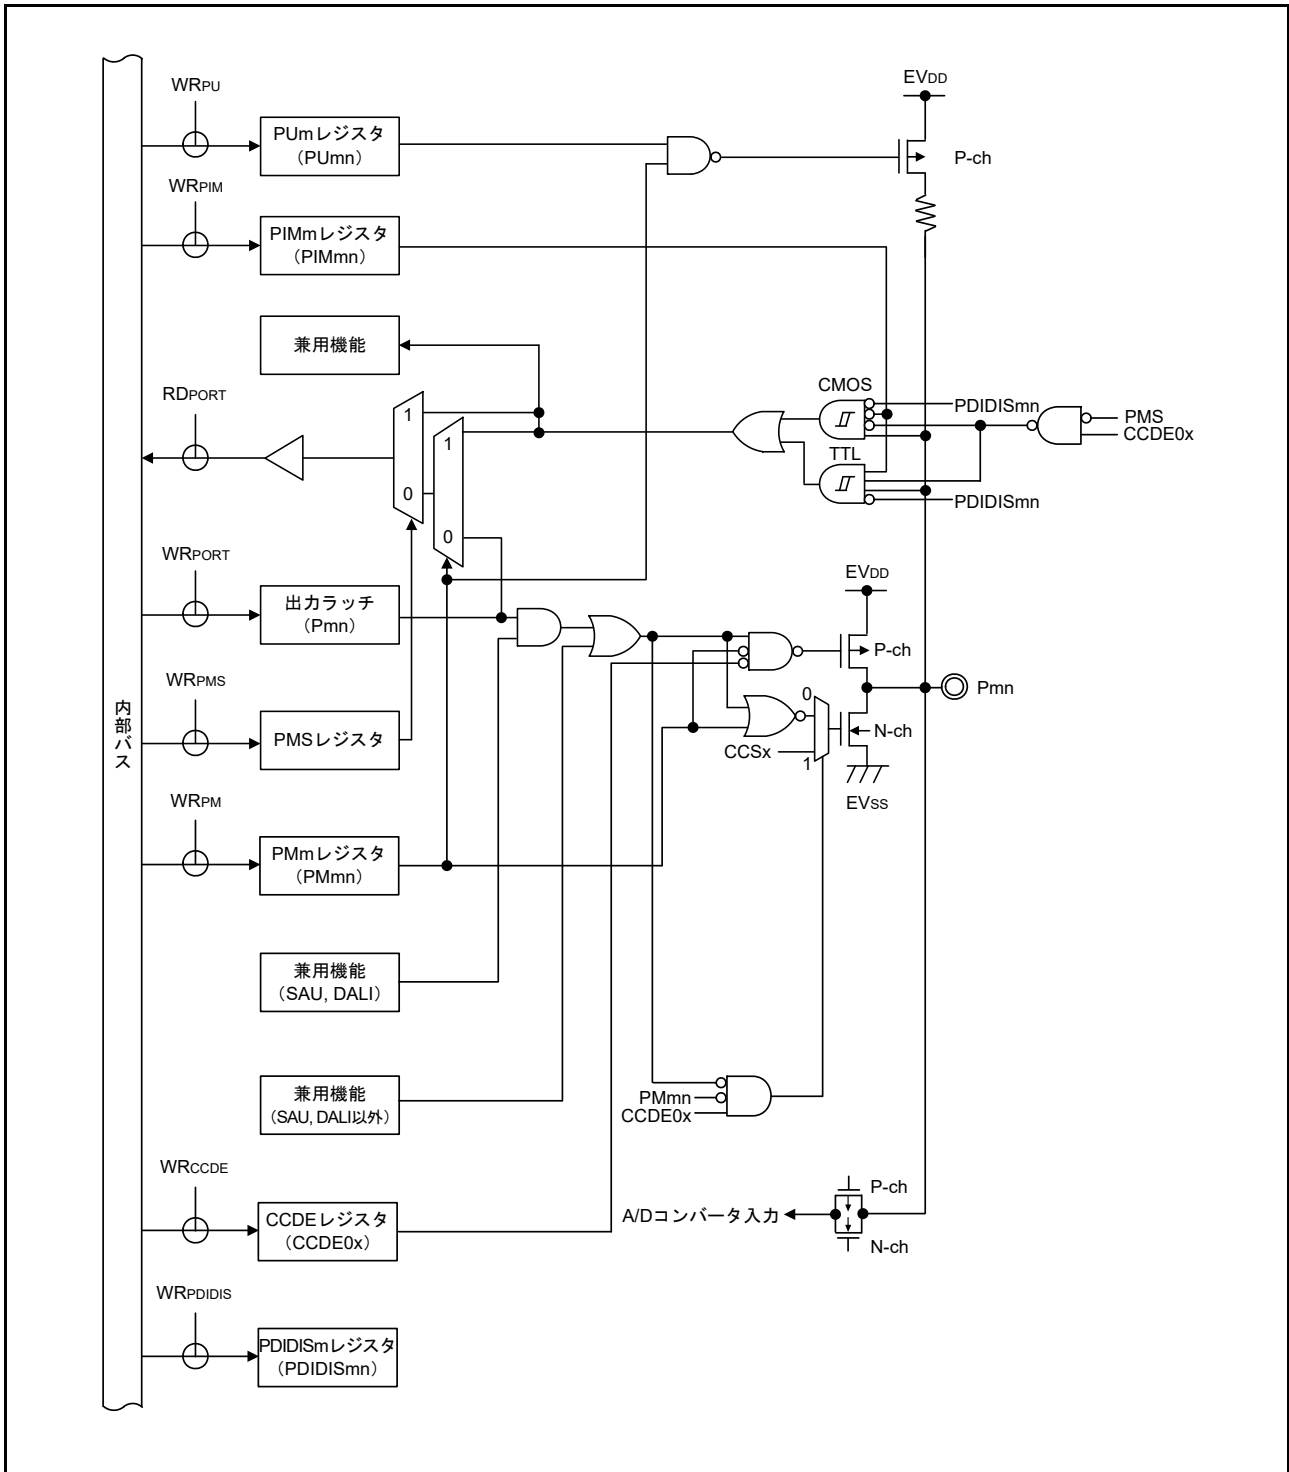 WRPU
EVDD
PUmレジスタ
(PUmn)
P-ch
WRPIM
PIMmレジスタ
(PIMmn)
兼用機能
CMOS
RDPORT
PDIDISmn
1
PMS
CCDE0x
1
TTL
0
PDIDISmn
0
WRPORT
EVDD
出力ラッチ
(Pmn)
P-ch
WRPMS
0
Pmn
内部バス
PMSレジスタ
N-ch
CCSx
1
WRPM
EVSS
PMmレジスタ
(PMmn)
兼用機能
(SAU, DALI)
兼用機能
(SAU, DALI以外)
PMmn
CCDE0x
WRCCDE
P-ch
CCDEレジスタ
(CCDE0x)
A/Dコンバータ入力
N-ch
WRPDIDIS
PDIDISmレジスタ
(PDIDISmn)